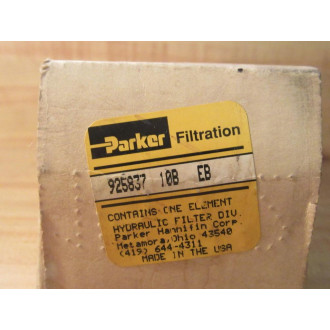 Parker Filtration
925837 10B EB
CONTAINS ONE ELEMENT
HYDRAULIC FILTER DIV.
Parker Hannifin Corp
Metamora, Ohio 43540
(419) 644-4311
MADE IN THE USA